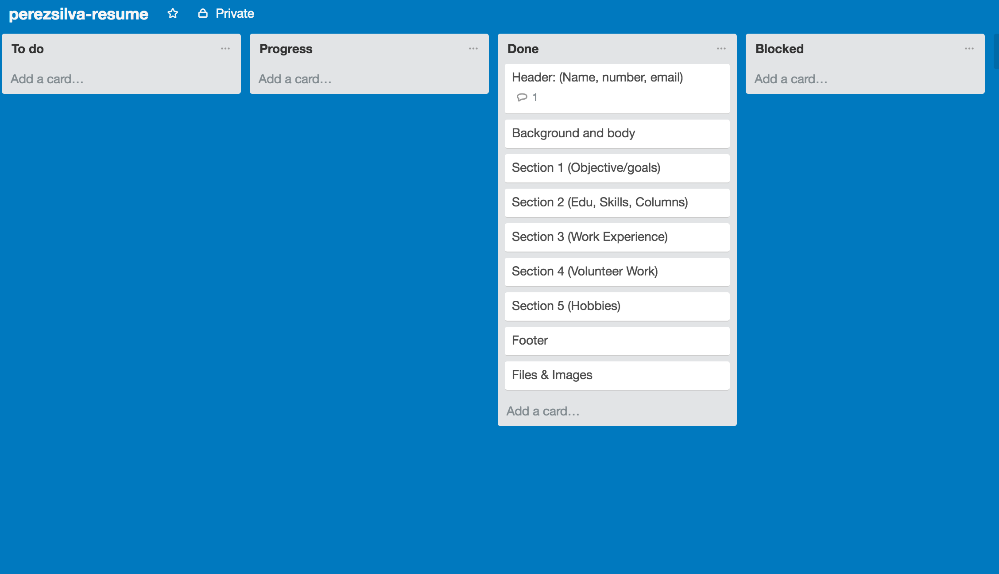 perezsilva-resume Private
To do
Add a card…
Progress
Add a card…
Done
Header: (Name, number, email)
1
Background and body
Section 1 (Objective/goals)
Section 2 (Edu, Skills, Columns)
Section 3 (Work Experience)
Section 4 (Volunteer Work)
Section 5 (Hobbies)
Footer
Files & Images
Add a card…
Blocked
Add a card…